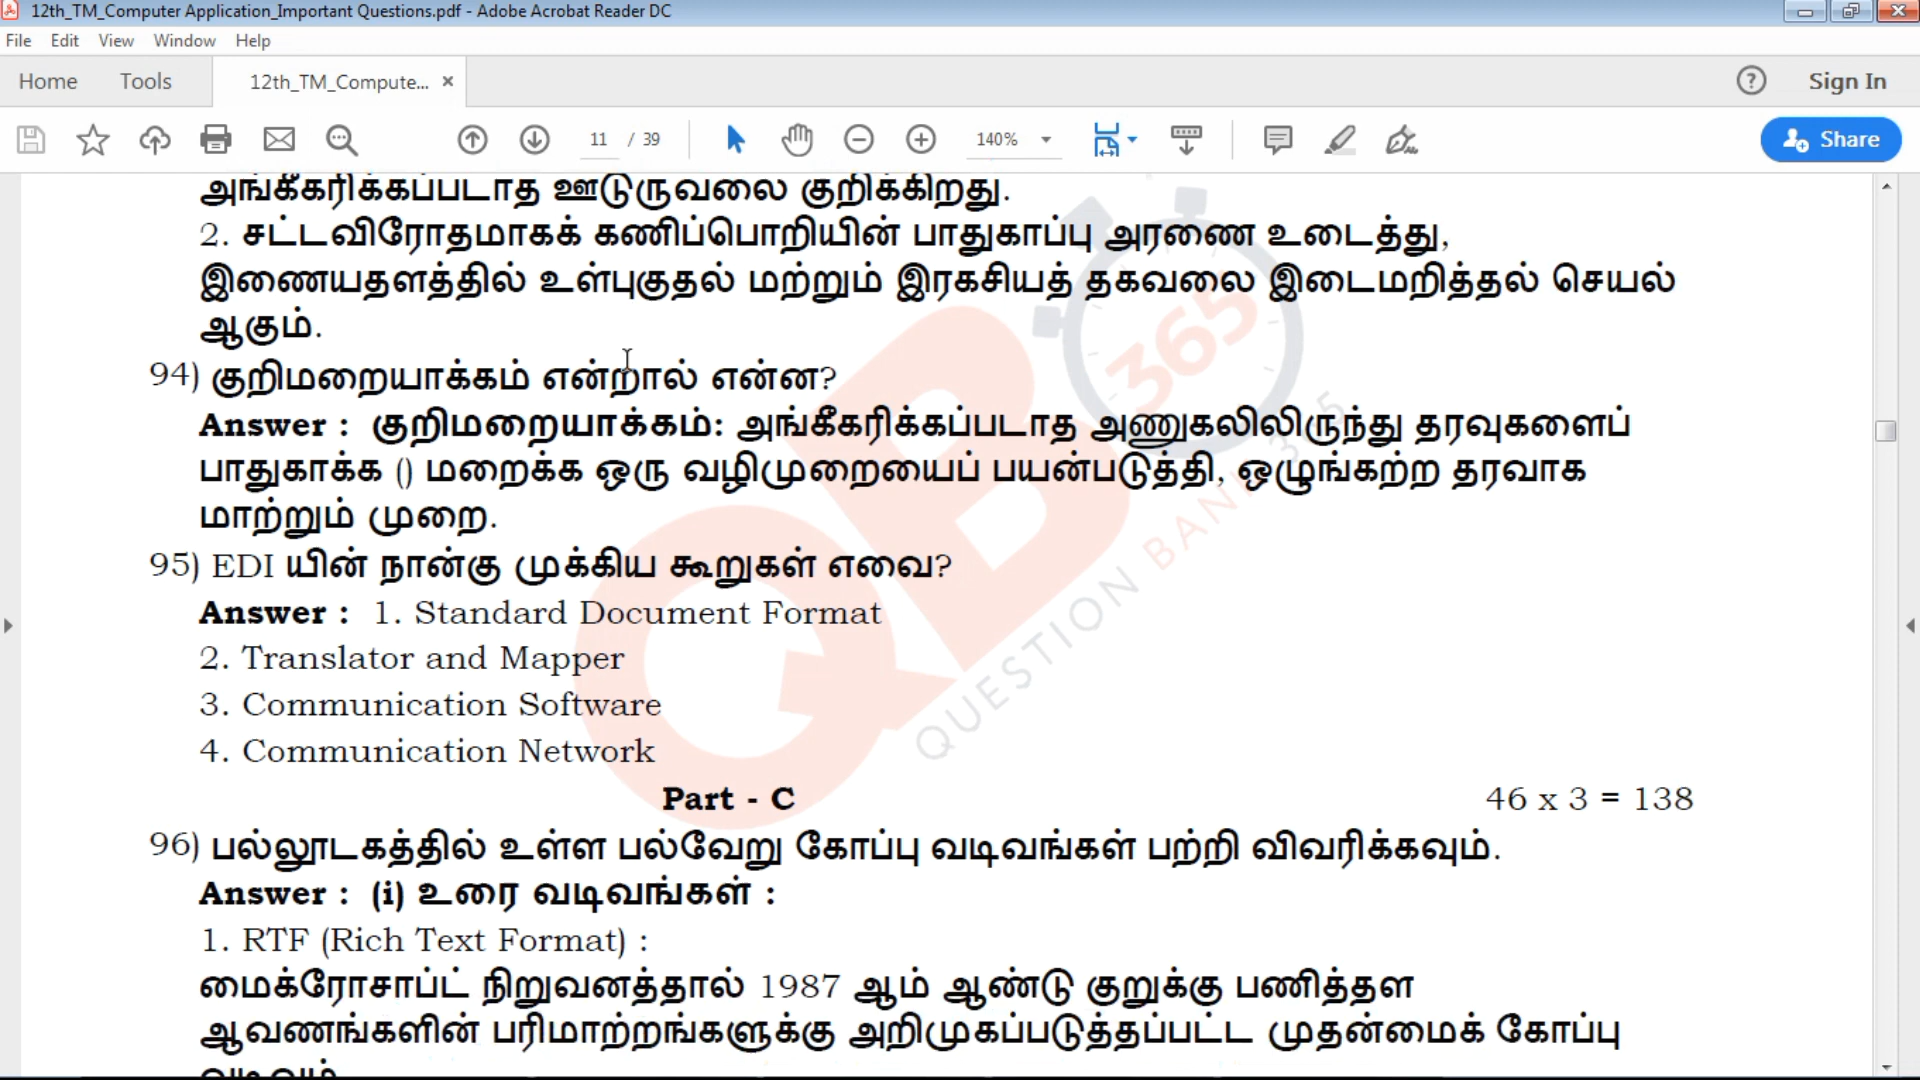 12th_TM_Computer Application_Important Questions.pdf - Adobe Acrobat Reader DC
File Edit View Window Help
Home Tools 12th_TM_Compute... × Sign In
11 / 39 140% Share
அங்கீகரிக்கப்படாத ஊடுருவலை குறிக்கிறது.
2. சட்டவிரோதமாகக் கணிப்பொறியின் பாதுகாப்பு அரணை உடைத்து,
இணையதளத்தில் உள்புகுதல் மற்றும் இரகசியத் தகவலை இடைமறித்தல் செயல்
ஆகும்.
94) குறிமறையாக்கம் என்றால் என்ன?
Answer : குறிமறையாக்கம்: அங்கீகரிக்கப்படாத அணுகலிலிருந்து தரவுகளைப்
பாதுகாக்க () மறைக்க ஒரு வழிமுறையைப் பயன்படுத்தி, ஒழுங்கற்ற தரவாக
மாற்றும் முறை.
95) EDI யின் நான்கு முக்கிய கூறுகள் எவை?
Answer : 1. Standard Document Format
2. Translator and Mapper
3. Communication Software
4. Communication Network
Part - C 46 x 3 = 138
96) பல்லூடகத்தில் உள்ள பல்வேறு கோப்பு வடிவங்கள் பற்றி விவரிக்கவும்.
Answer : (i) உரை வடிவங்கள் :
1. RTF (Rich Text Format) :
மைக்ரோசாப்ட் நிறுவனத்தால் 1987 ஆம் ஆண்டு குறுக்கு பணித்தள
ஆவணங்களின் பரிமாற்றங்களுக்கு அறிமுகப்படுத்தப்பட்ட முதன்மைக் கோப்பு
வடிவம்
QB 365
QUESTION BANK 365